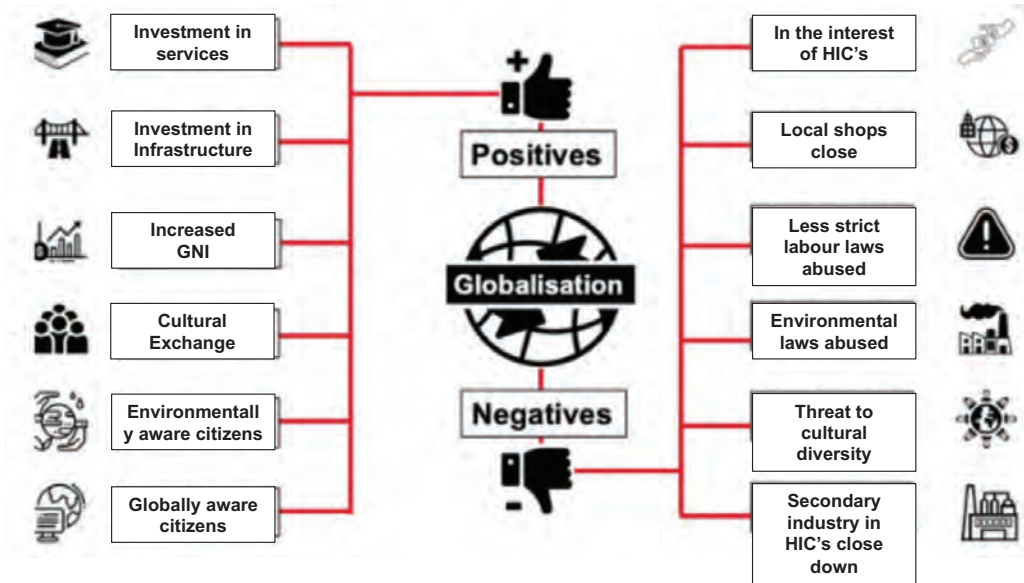 Investment in
services
Investment in
Infrastructure
Increased
GNI
Cultural
Exchange
Environmentall
y aware citizens
Globally aware
citizens
+
Positives
Globalisation
Negatives
-
In the interest
of HIC's
Local shops
close
Less strict
labour laws
abused
Environmental
laws abused
Threat to
cultural
diversity
Secondary
industry in
HIC's close
down